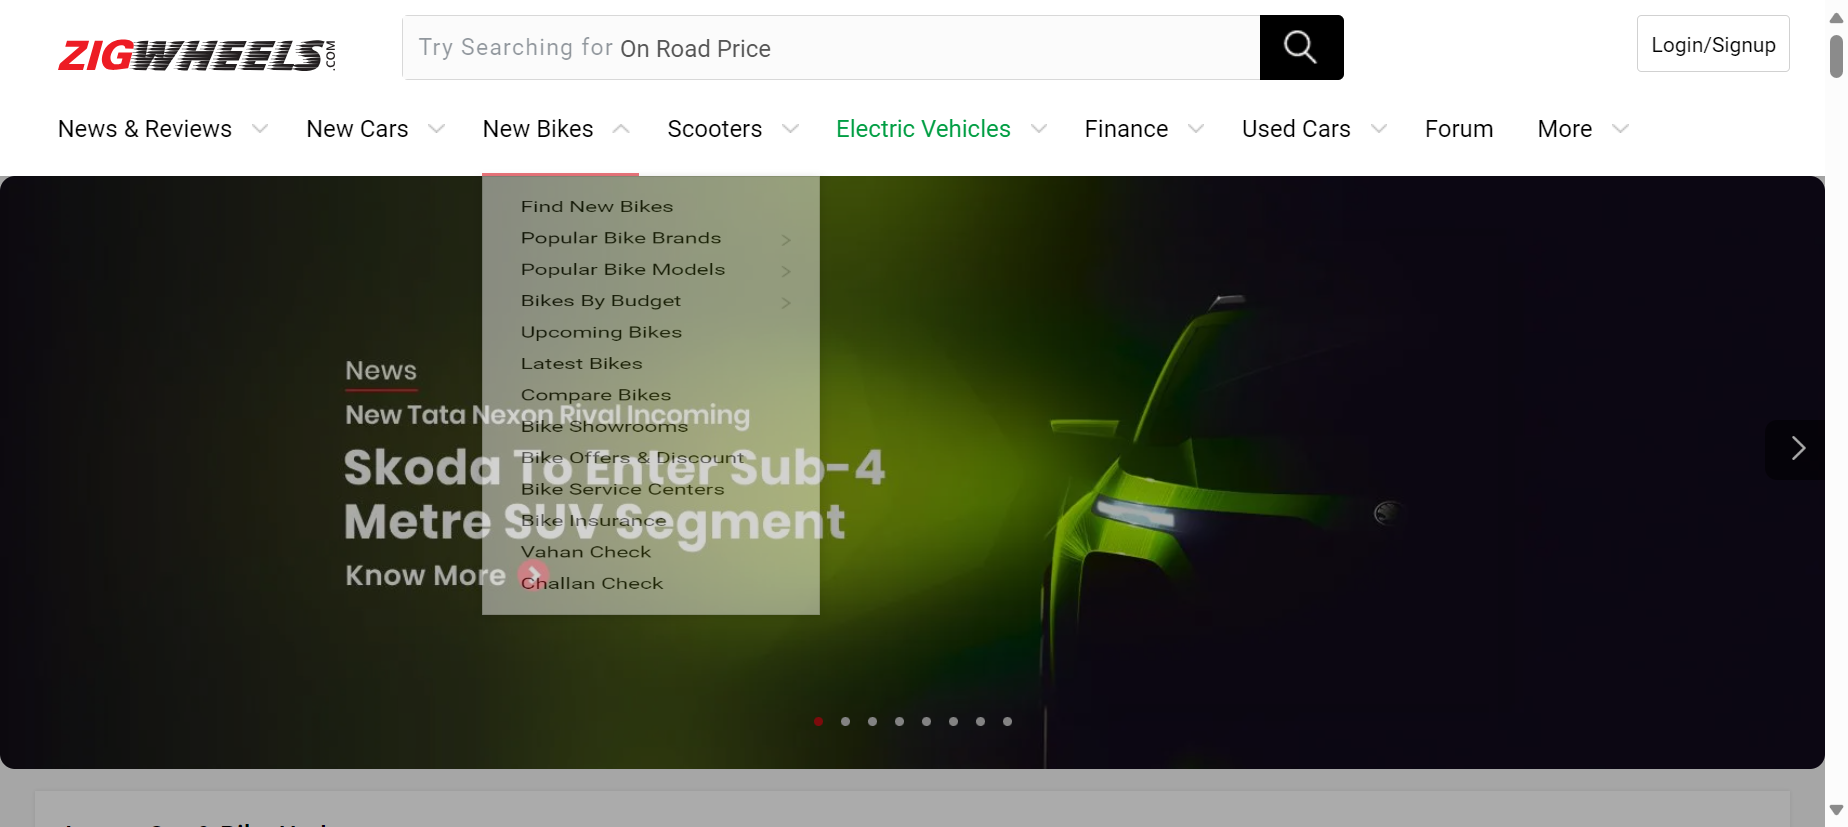 ZIGWHEELS.COM
Try Searching for On Road Price
Login/Signup
News & Reviews
New Cars
New Bikes
Scooters
Electric Vehicles
Finance
Used Cars
Forum
More
Find New Bikes
Popular Bike Brands
Popular Bike Models
Bikes By Budget
Upcoming Bikes
Latest Bikes
Compare Bikes
Bike Showrooms
Bike Offers & Discount
Bike Service Centers
Bike Insurance
Vahan Check
Challan Check
News
New Tata Nexon Rival Incoming
Skoda To Enter Sub-4
Metre SUV Segment
Know More